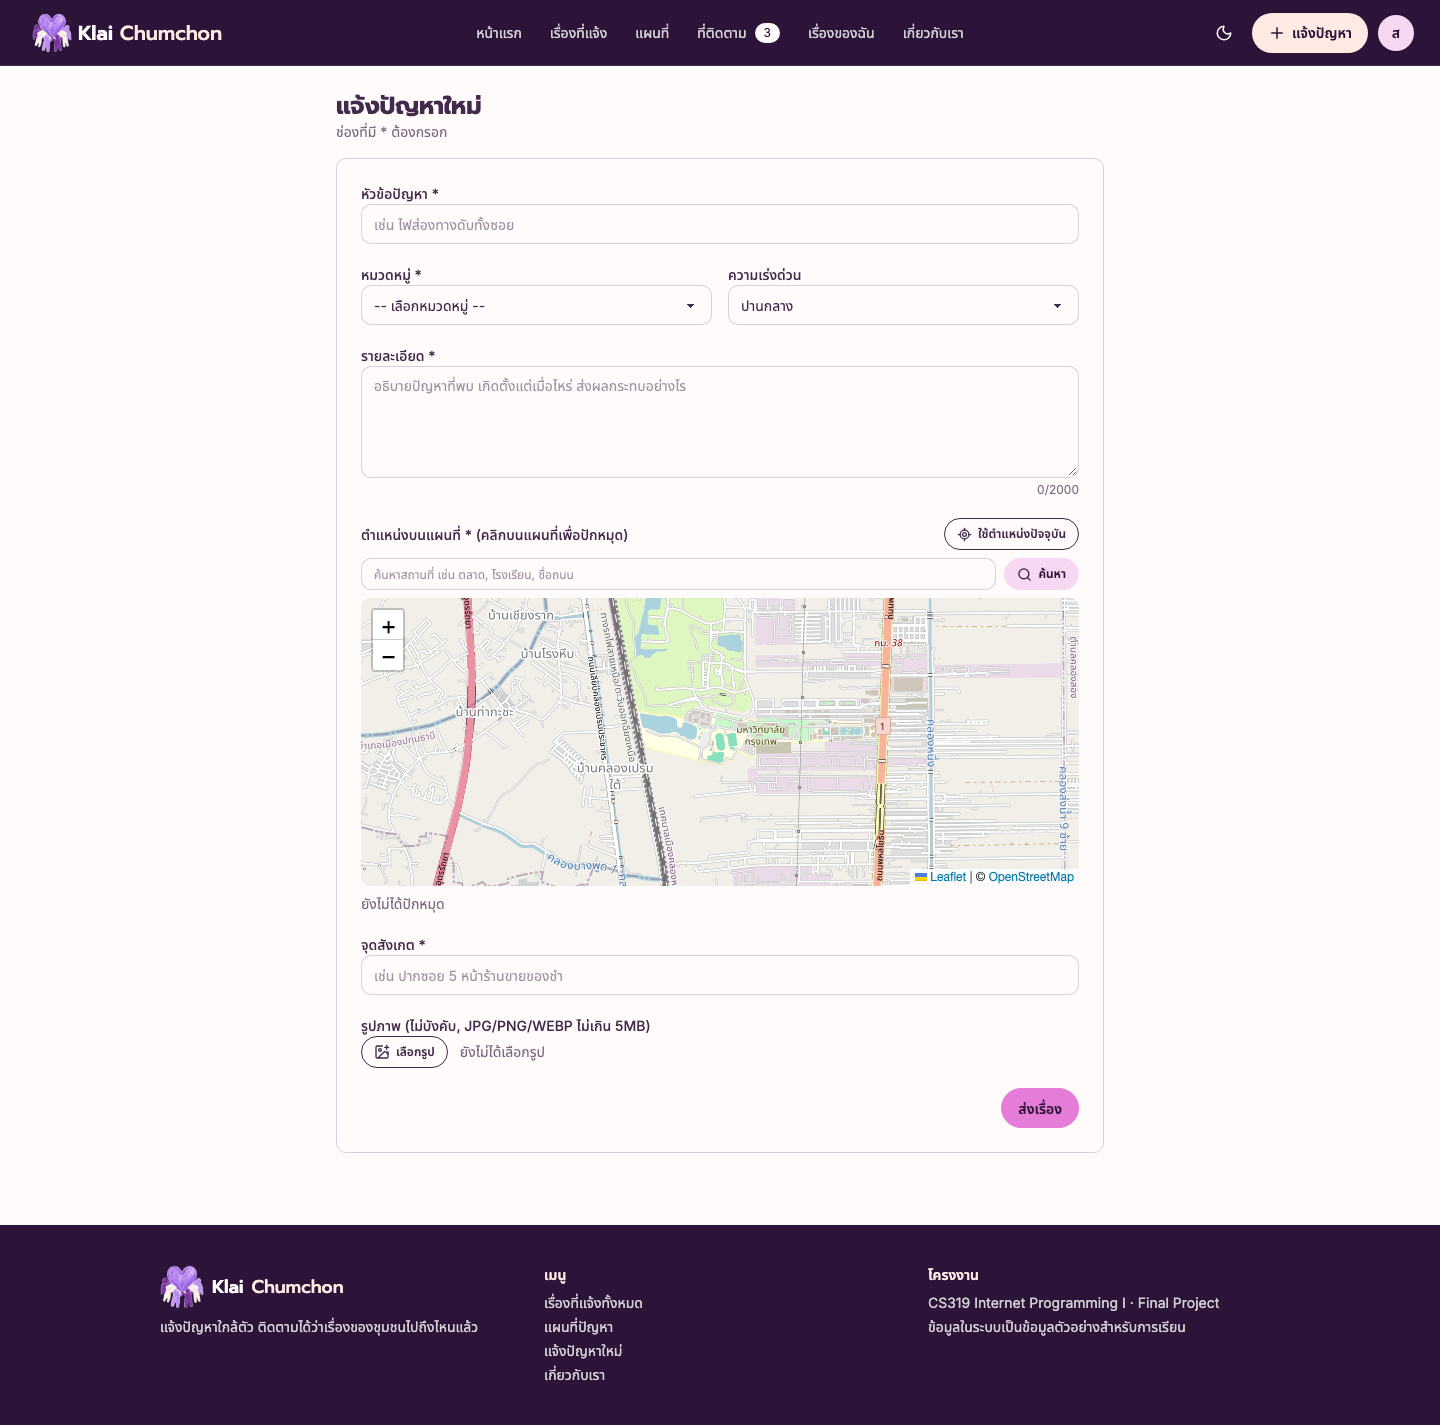 Klai Chumchon
หน้าแรก
เรื่องที่แจ้ง
แผนที่
ที่ติดตาม 3
เรื่องของฉัน
เกี่ยวกับเรา
แจ้งปัญหา
ส
แจ้งปัญหาใหม่
ช่องที่มี * ต้องกรอก
หัวข้อปัญหา *
เช่น ไฟส่องทางดับทั้งซอย
หมวดหมู่ *
ความเร่งด่วน
-- เลือกหมวดหมู่ --
ปานกลาง
รายละเอียด *
อธิบายปัญหาที่พบ เกิดตั้งแต่เมื่อไหร่ ส่งผลกระทบอย่างไร
0/2000
ตำแหน่งบนแผนที่ * (คลิกบนแผนที่เพื่อปักหมุด)
ใช้ตำแหน่งปัจจุบัน
ค้นหาสถานที่ เช่น ตลาด, โรงเรียน, ชื่อถนน
ค้นหา
+
−
บ้านเชียงราก
บ้านโรงหีบ
บ้านท่ากะชะ
กม. 38
1
มหาวิทยาลัย
กรุงเทพ
บ้านคลองเปรม
ใต้
คลองหนึ่ง
คลองบางพูด
Leaflet | © OpenStreetMap
ยังไม่ได้ปักหมุด
จุดสังเกต *
เช่น ปากซอย 5 หน้าร้านขายของชำ
รูปภาพ (ไม่บังคับ, JPG/PNG/WEBP ไม่เกิน 5MB)
เลือกรูป
ยังไม่ได้เลือกรูป
ส่งเรื่อง
Klai Chumchon
แจ้งปัญหาใกล้ตัว ติดตามได้ว่าเรื่องของชุมชนไปถึงไหนแล้ว
เมนู
เรื่องที่แจ้งทั้งหมด
แผนที่ปัญหา
แจ้งปัญหาใหม่
เกี่ยวกับเรา
โครงงาน
CS319 Internet Programming I · Final Project
ข้อมูลในระบบเป็นข้อมูลตัวอย่างสำหรับการเรียน